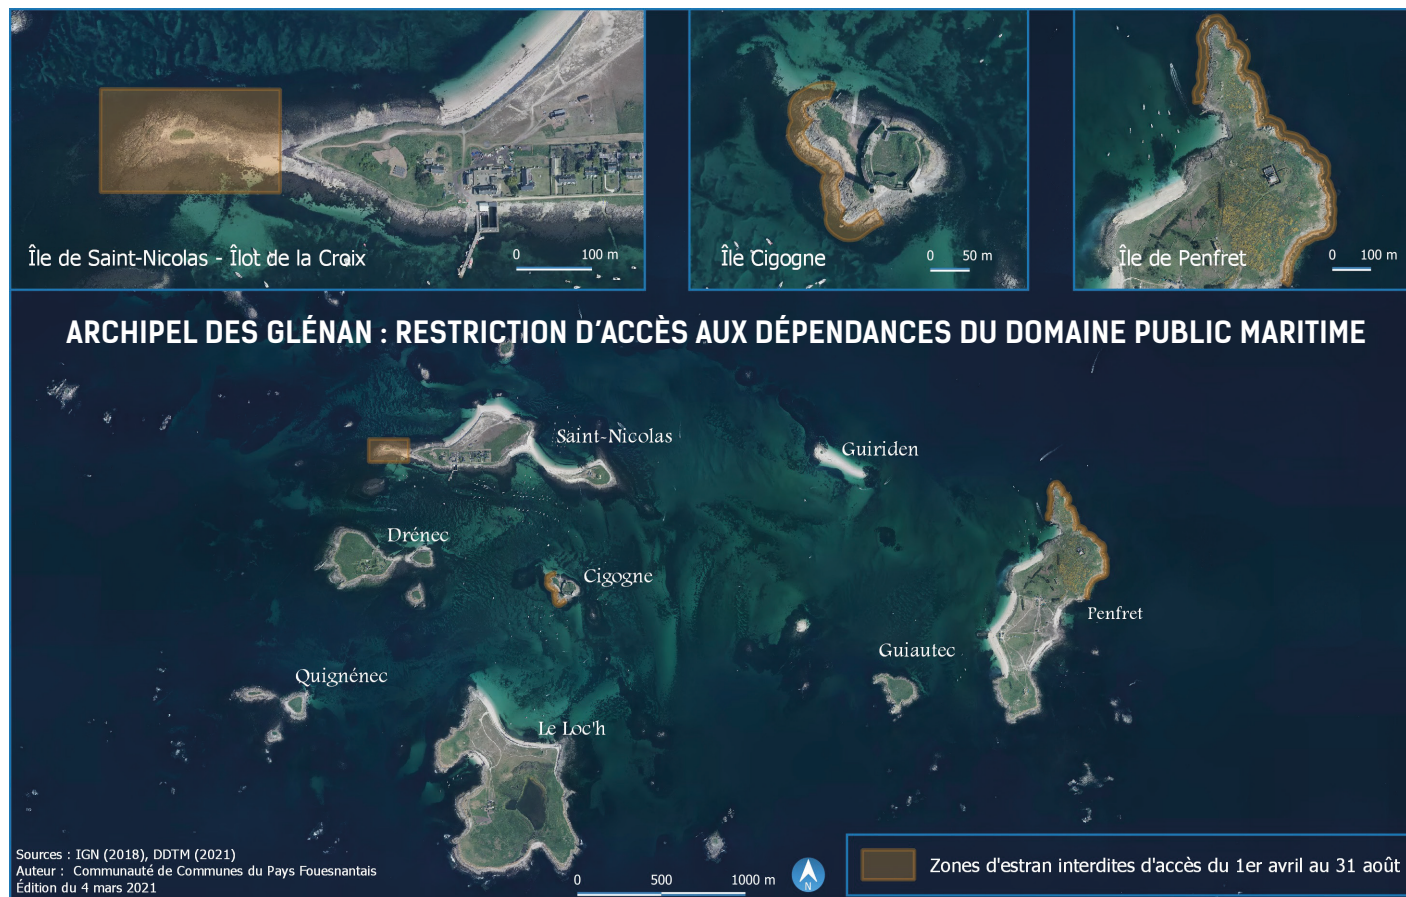 Île de Saint-Nicolas - Îlot de la Croix
0 100 m
Île Cigogne
0 50 m
Île de Penfret
0 100 m
ARCHIPEL DES GLÉNAN : RESTRICTION D'ACCÈS AUX DÉPENDANCES DU DOMAINE PUBLIC MARITIME
Saint-Nicolas
Guiriden
Drénec
Cigogne
Penfret
Guiautec
Quignénec
Le Loc'h
Sources : IGN (2018), DDTM (2021)
Auteur : Communauté de Communes du Pays Fouesnantais
Édition du 4 mars 2021
0 500 1000 m
N
Zones d'estran interdites d'accès du 1er avril au 31 août